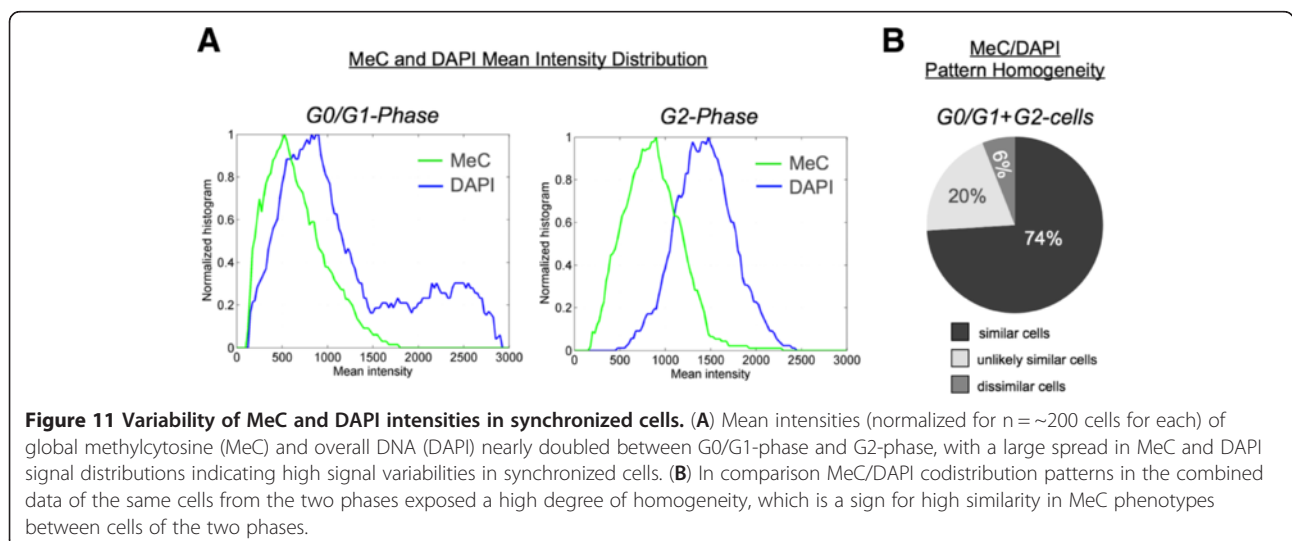 A
MeC and DAPI Mean Intensity Distribution
G0/G1-Phase
Normalized histogram
1
0.8
0.6
0.4
0.2
0
MeC
DAPI
0 500 1000 1500 2000 2500 3000
Mean intensity
G2-Phase
Normalized histogram
1
0.8
0.6
0.4
0.2
0
MeC
DAPI
0 500 1000 1500 2000 2500 3000
Mean intensity
B
MeC/DAPI
Pattern Homogeneity
G0/G1+G2-cells
6%
20%
74%
similar cells
unlikely similar cells
dissimilar cells
Figure 11 Variability of MeC and DAPI intensities in synchronized cells. (A) Mean intensities (normalized for n = ~200 cells for each) of
global methylcytosine (MeC) and overall DNA (DAPI) nearly doubled between G0/G1-phase and G2-phase, with a large spread in MeC and DAPI
signal distributions indicating high signal variabilities in synchronized cells. (B) In comparison MeC/DAPI codistribution patterns in the combined
data of the same cells from the two phases exposed a high degree of homogeneity, which is a sign for high similarity in MeC phenotypes
between cells of the two phases.